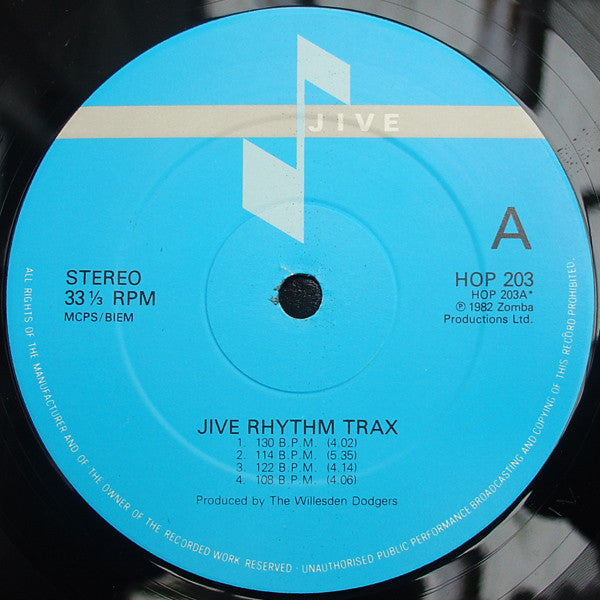 JIVE
A
STEREO
33 ⅓ RPM
MCPS/BIEM
HOP 203
HOP 203A*
℗ 1982 Zomba
Productions Ltd.
JIVE RHYTHM TRAX
1. 130 B.P.M. (4.02)
2. 114 B.P.M. (5.35)
3. 122 B.P.M. (4.14)
4. 108 B.P.M. (4.06)
Produced by The Willesden Dodgers
ALL RIGHTS OF THE MANUFACTURER AND OF THE OWNER OF THE RECORDED WORK RESERVED · UNAUTHORISED PUBLIC PERFORMANCE BROADCASTING AND COPYING OF THIS RECORD PROHIBITED.